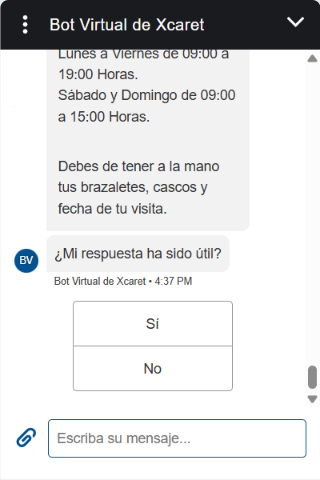 Bot Virtual de Xcaret
Lunes a Viernes de 09:00 a
19:00 Horas.
Sábado y Domingo de 09:00
a 15:00 Horas.
Debes de tener a la mano
tus brazaletes, cascos y
fecha de tu visita.
¿Mi respuesta ha sido útil?
BV
Bot Virtual de Xcaret • 4:37 PM
Sí
No
Escriba su mensaje...